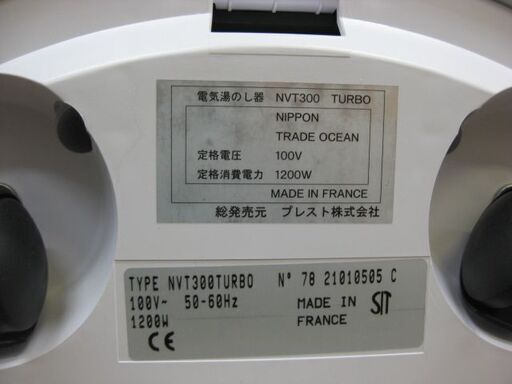 電気湯のし器 NVT300 TURBO
NIPPON
TRADE OCEAN
定格電圧 100V
定格消費電力 1200W
MADE IN FRANCE
総発売元 プレスト株式会社
TYPE NVT300TURBO N° 78 21010505 C
100V~ 50-60Hz MADE IN SIT
1200W FRANCE
CE